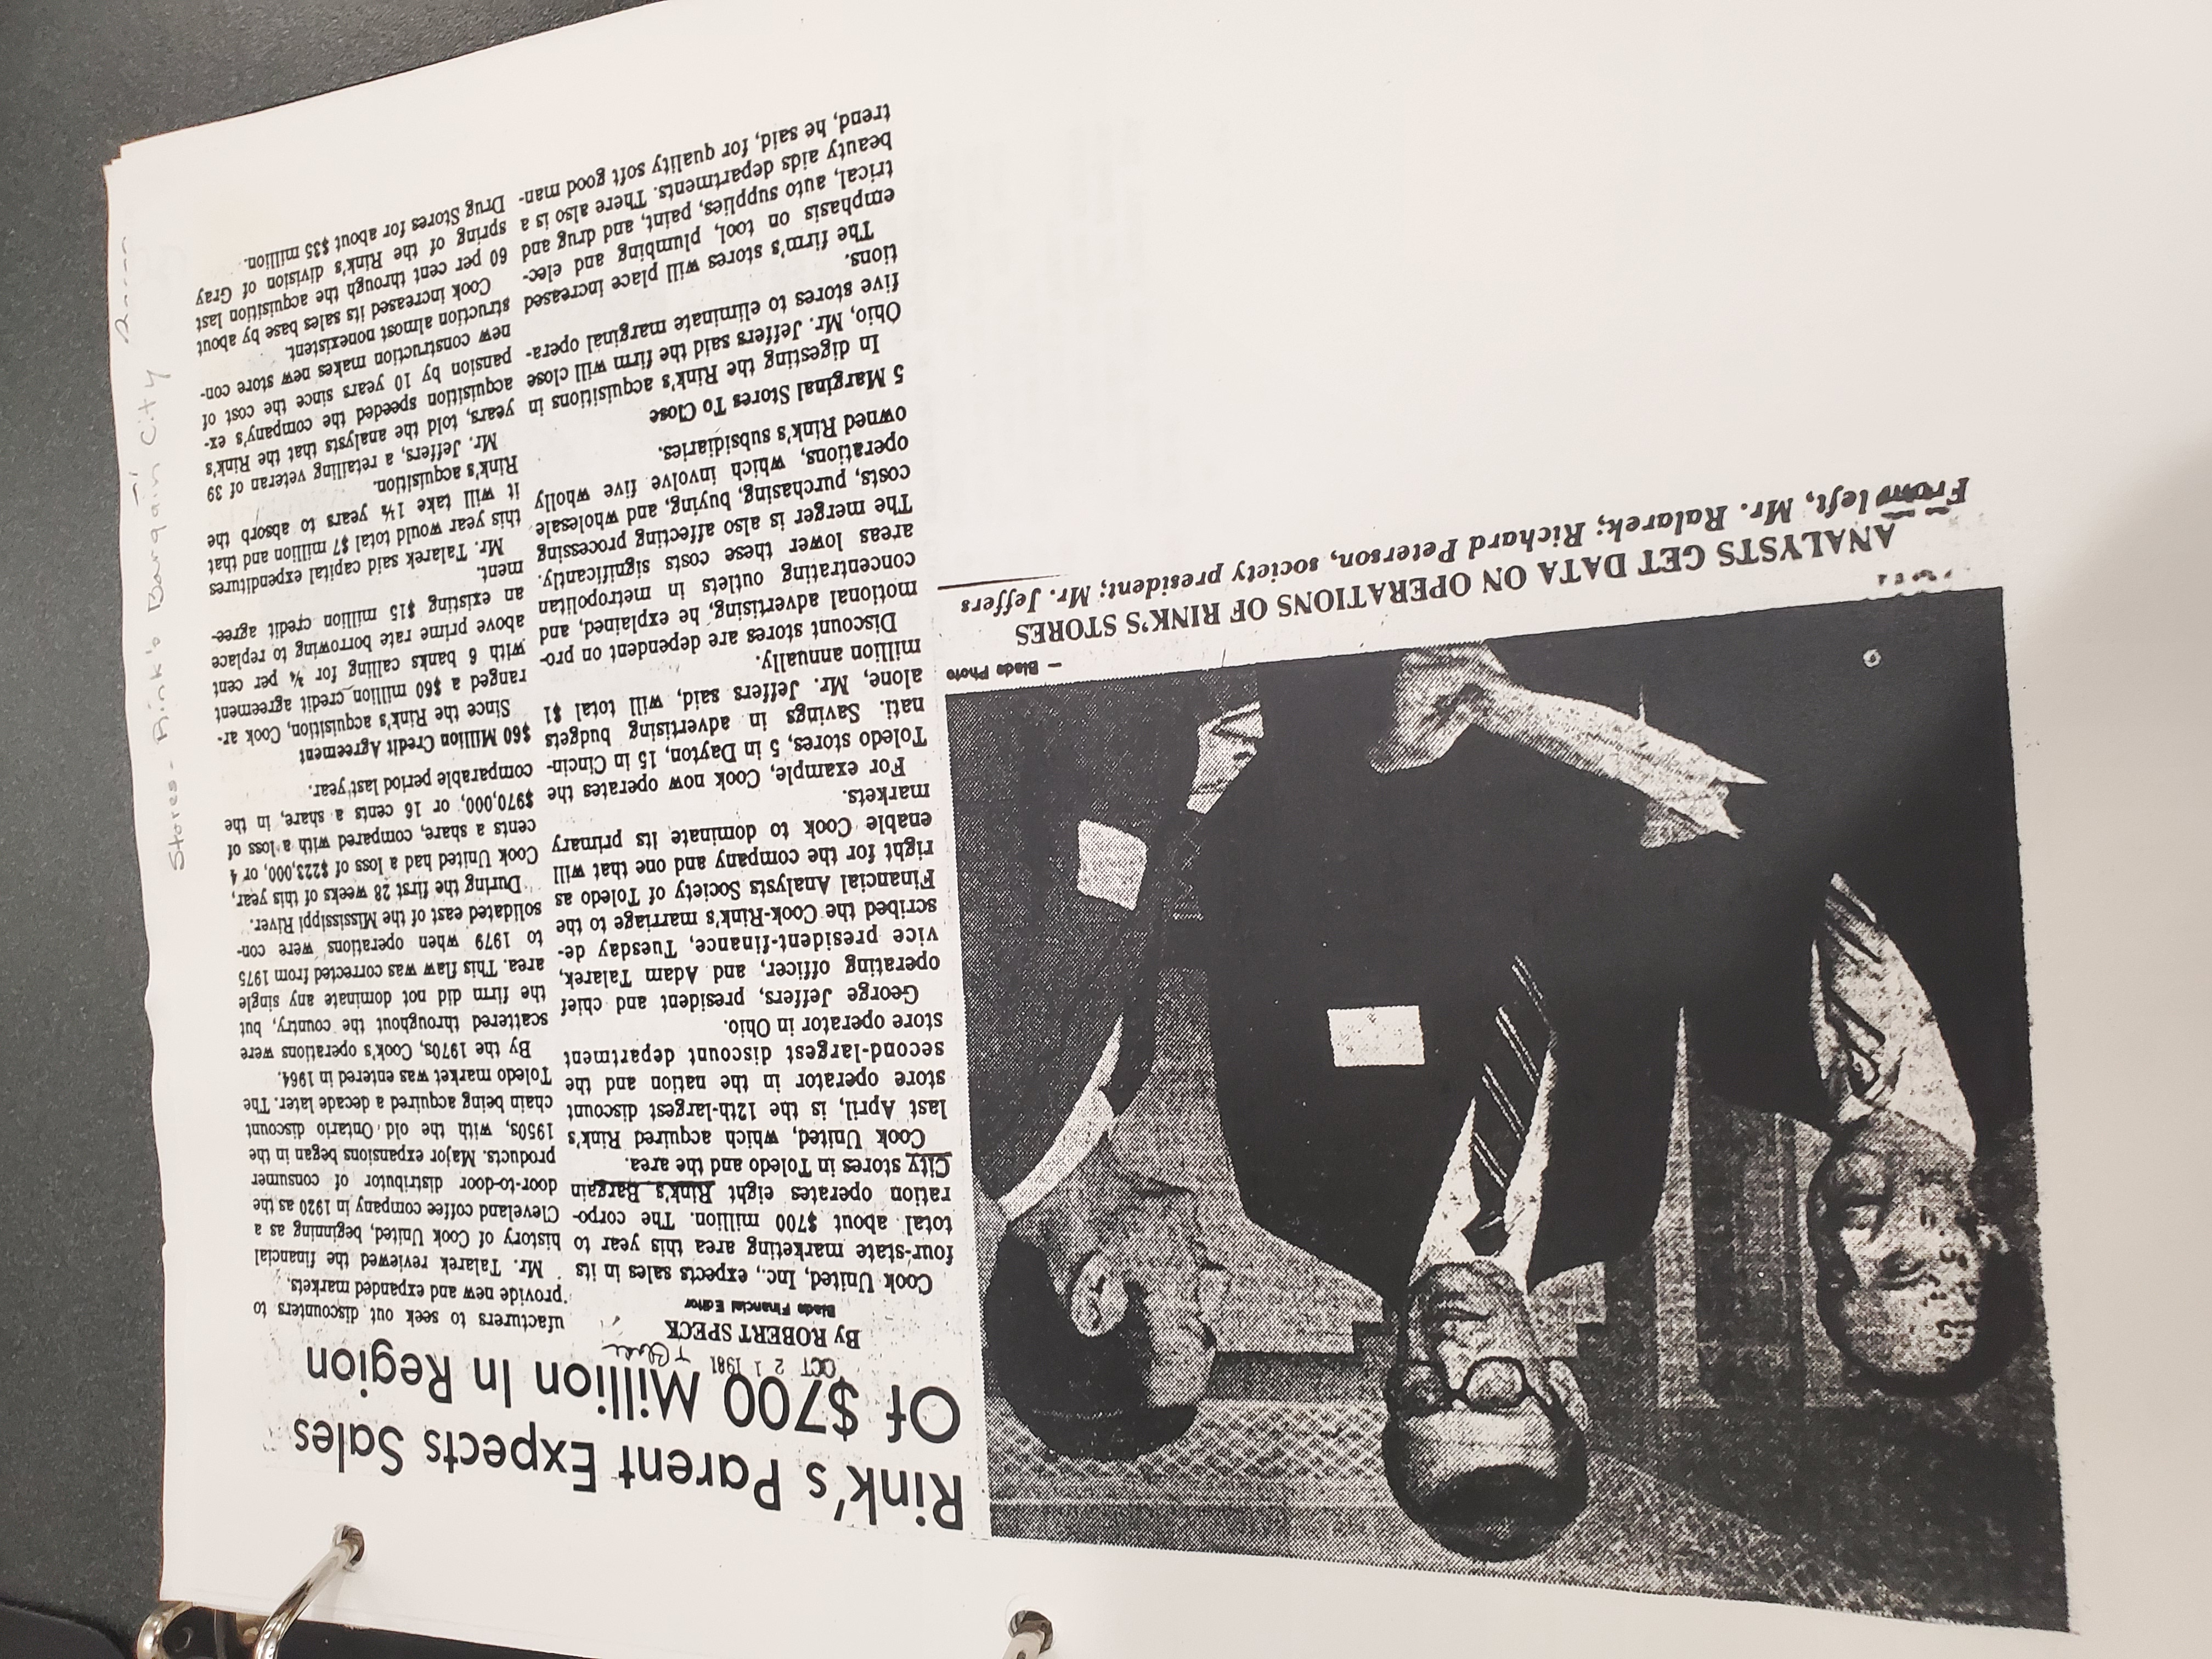 Rink's Parent Expects Sales
Of $700 Million In Region
OCT 2 1 1981
T Blade
By ROBERT SPECK
Blade Financial Editor
Cook United, Inc., expects sales in its
four-state marketing area this year to
total about $700 million. The corpo-
ration operates eight Rink's Bargain
City stores in Toledo and the area.
Cook United, which acquired Rink's
last April, is the 12th-largest discount
store operator in the nation and the
second-largest discount department
store operator in Ohio.
George Jeffers, president and chief
operating officer, and Adam Talarek,
vice president-finance, Tuesday de-
scribed the Cook-Rink's marriage to the
Financial Analysts Society of Toledo as
right for the company and one that will
enable Cook to dominate its primary
markets.
For example, Cook now operates the
Toledo stores, 5 in Dayton, 15 in Cincin-
nati. Savings in advertising budgets
alone, Mr. Jeffers said, will total $1
million annually.
Discount stores are dependent on pro-
motional advertising, he explained, and
concentrating outlets in metropolitan
areas lower these costs significantly.
The merger is also affecting processing
costs, purchasing, buying, and wholesale
operations, which involve five wholly
owned Rink's subsidiaries.
5 Marginal Stores To Close
In digesting the Rink's acquisitions in
Ohio, Mr. Jeffers said the firm will close
five stores to eliminate marginal opera-
tions.
The firm's stores will place increased
emphasis on tool, plumbing and elec-
trical, auto supplies, paint, and drug and
beauty aids departments. There also is a
trend, he said, for quality soft good man-
ufacturers to seek out discounters to
provide new and expanded markets.
Mr. Talarek reviewed the financial
history of Cook United, beginning as a
Cleveland coffee company in 1920 as the
door-to-door distributor of consumer
products. Major expansions began in the
1950s, with the old Ontario discount
chain being acquired a decade later. The
Toledo market was entered in 1964.
By the 1970s, Cook's operations were
scattered throughout the country, but
the firm did not dominate any single
area. This flaw was corrected from 1975
to 1979 when operations were con-
solidated east of the Mississippi River.
During the first 28 weeks of this year,
Cook United had a loss of $223,000, or 4
cents a share, compared with a loss of
$970,000, or 16 cents a share, in the
comparable period last year.
$60 Million Credit Agreement
Since the Rink's acquisition, Cook ar-
ranged a $60 million credit agreement
with 6 banks calling for ¾ per cent
above prime rate borrowing to replace
an existing $15 million credit agree-
ment.
Mr. Talarek said capital expenditures
this year would total $7 million and that
it will take 1½ years to absorb the
Rink's acquisition.
Mr. Jeffers, a retailing veteran of 39
years, told the analysts that the Rink's
acquisition speeded the company's ex-
pansion by 10 years since the cost of
new construction makes new store con-
struction almost nonexistent.
Cook increased its sales base by about
60 per cent through the acquisition last
spring of the Rink's division of Gray
Drug Stores for about $35 million.
— Blade Photo
ANALYSTS GET DATA ON OPERATIONS OF RINK'S STORES
From left, Mr. Ralarek; Richard Peterson, society president; Mr. Jeffers
Stores - Rink's Bargain City